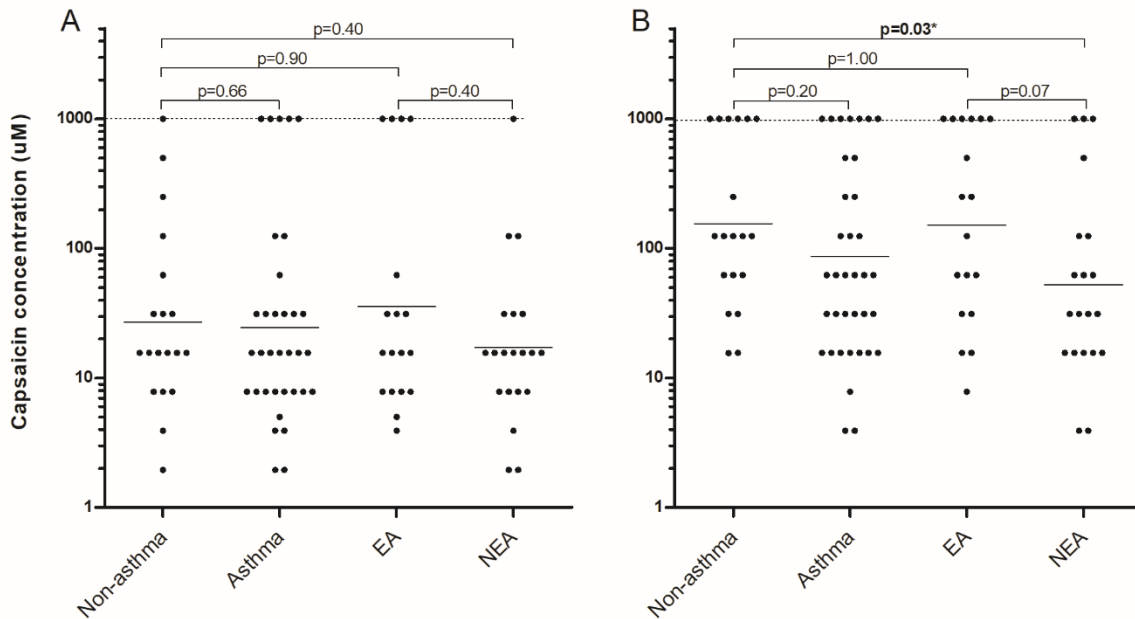 A
B
p=0.40
p=0.03*
p=0.90
p=1.00
p=0.66
p=0.40
p=0.20
p=0.07
Capsaicin concentration (uM)
1000
100
10
1
1000
100
10
1
Non-asthma
Asthma
EA
NEA
Non-asthma
Asthma
EA
NEA